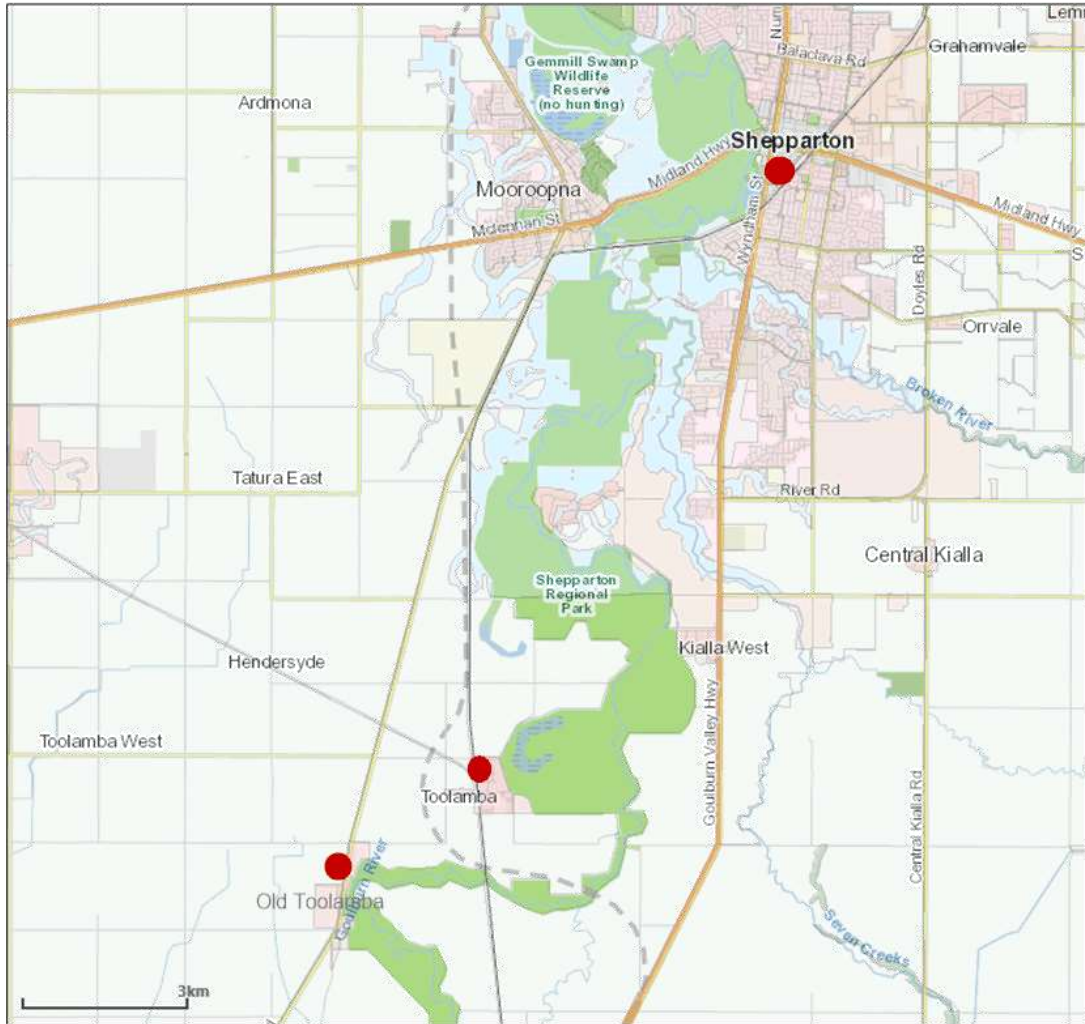 Lem
Num
Balaclava Rd
Grahamvale
Gemmill Swamp
Wildlife
Reserve
(no hunting)
Ardmona
Shepparton
Midland Hwy
Mooroopna
Mclennan St
Wyndham St
Midland Hwy
S
Doyles Rd
Orrvale
Broken River
Tatura East
River Rd
Central Kialla
Shepparton
Regional
Park
Kialla West
Hendersyde
Toolamba West
Goulburn Valley Hwy
Toolamba
Central Kialla Rd
Old Toolamba
Goulburn River
Seven Creeks
3km